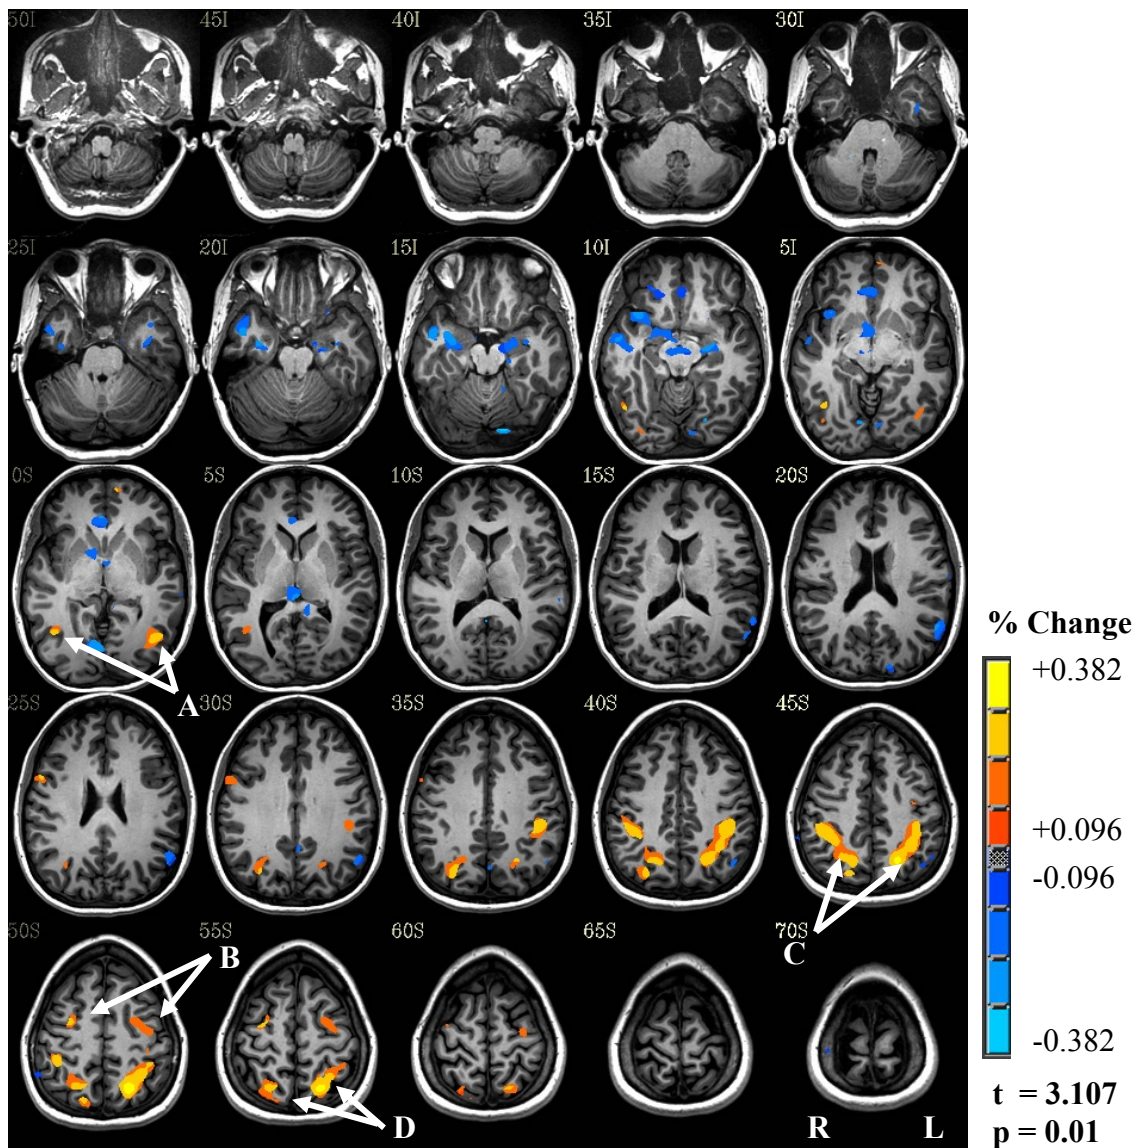 50I 45I 40I 35I 30I
25I 20I 15I 10I 5I
0S 5S 10S 15S 20S
A
25S 30S 35S 40S 45S
C
50S 55S 60S 65S 70S
B
D
R L
% Change
+0.382
+0.096
-0.096
-0.382
t = 3.107
p = 0.01